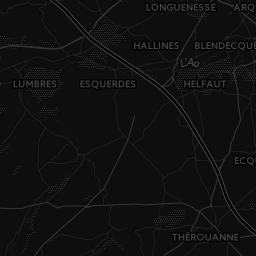 LONGUENESSE
ARQ
HALLINES
BLENDECQUE
L'Aa
LUMBRES
ESQUERDES
HELFAUT
ECQ
THÉROUANNE